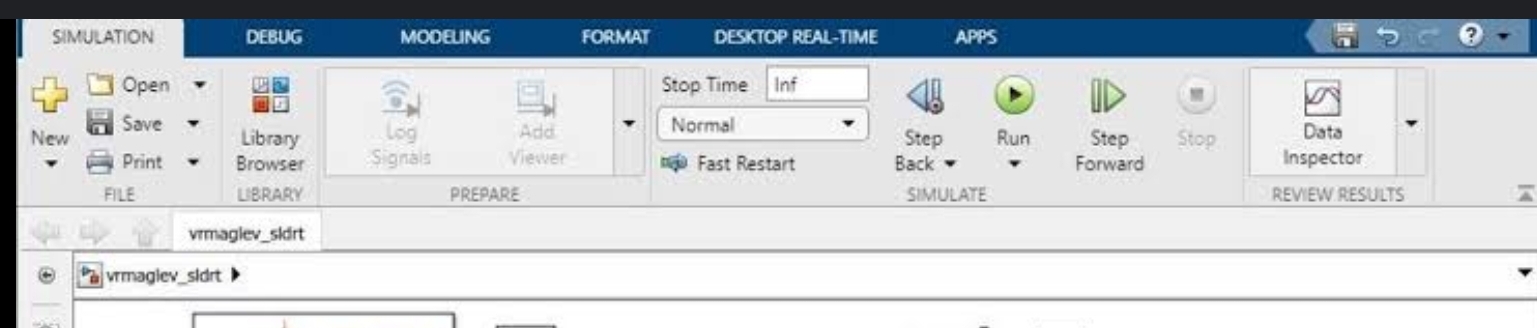 SIMULATION DEBUG MODELING FORMAT DESKTOP REAL-TIME APPS
New
Open
Save
Print
FILE
Library
Browser
LIBRARY
Log
Signals
Add
Viewer
PREPARE
Stop Time Inf
Normal
Fast Restart
Step
Back
Run
Step
Forward
Stop
SIMULATE
Data
Inspector
REVIEW RESULTS
vrmaglev_sldrt
vrmaglev_sldrt